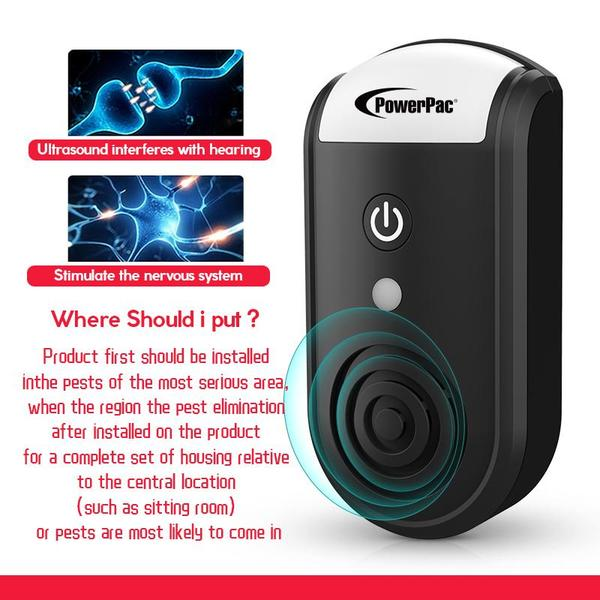 PowerPac®
Ultrasound interferes with hearing
Stimulate the nervous system
Where Should i put ?
Product first should be installed
inthe pests of the most serious area,
when the region the pest elimination
after installed on the product
for a complete set of housing relative
to the central location
(such as sitting room)
or pests are most likely to come in